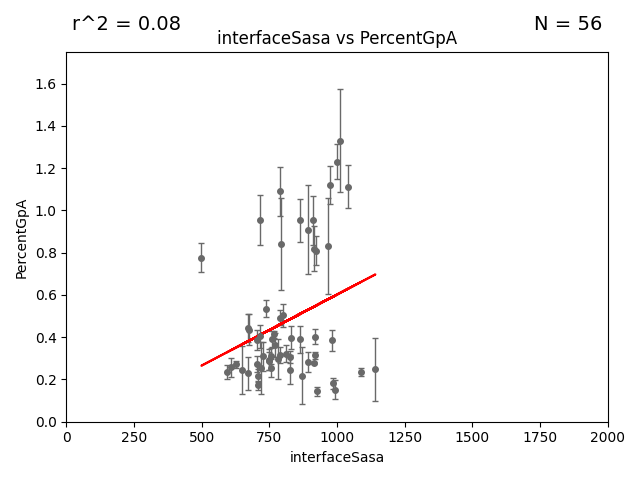 r^2 = 0.08
N = 56
interfaceSasa vs PercentGpA
PercentGpA
1.6
1.4
1.2
1.0
0.8
0.6
0.4
0.2
0.0
0 250 500 750 1000 1250 1500 1750 2000
interfaceSasa